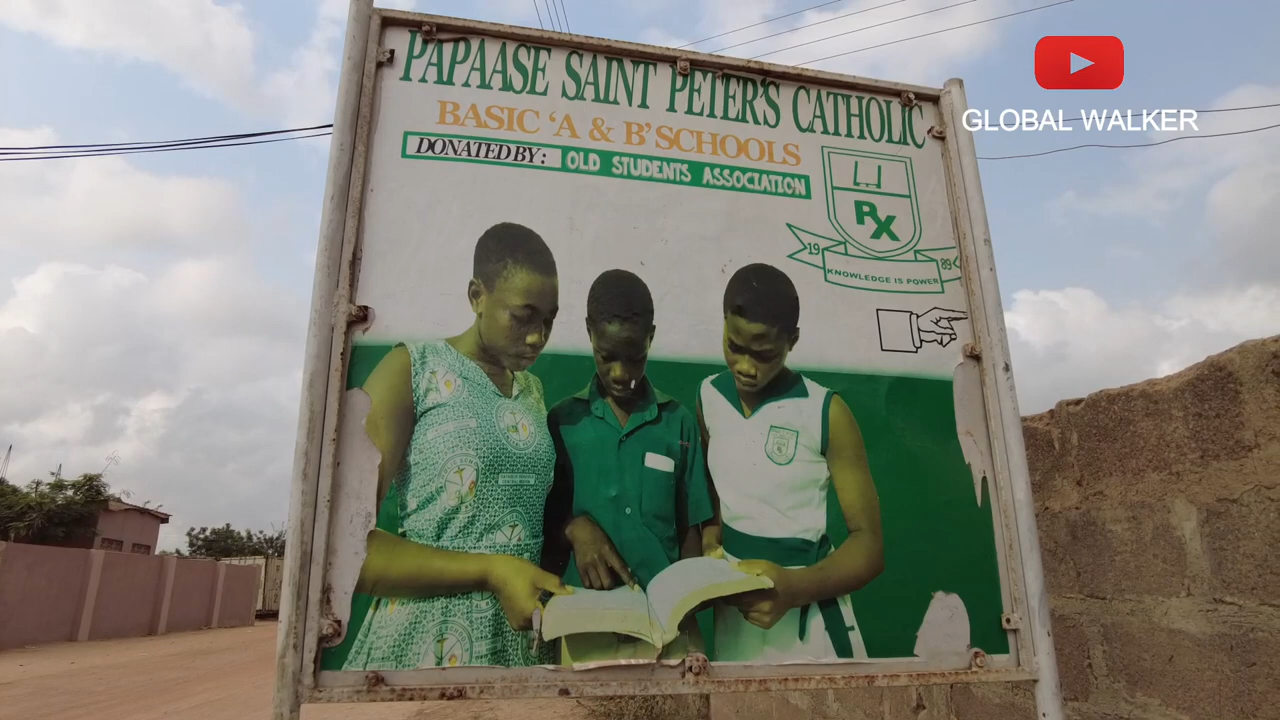 PAPAASE SAINT PETER'S CATHOLIC
BASIC 'A & B' SCHOOLS
DONATED BY: OLD STUDENTS ASSOCIATION
PX
19 89
KNOWLEDGE IS POWER
GLOBAL WALKER